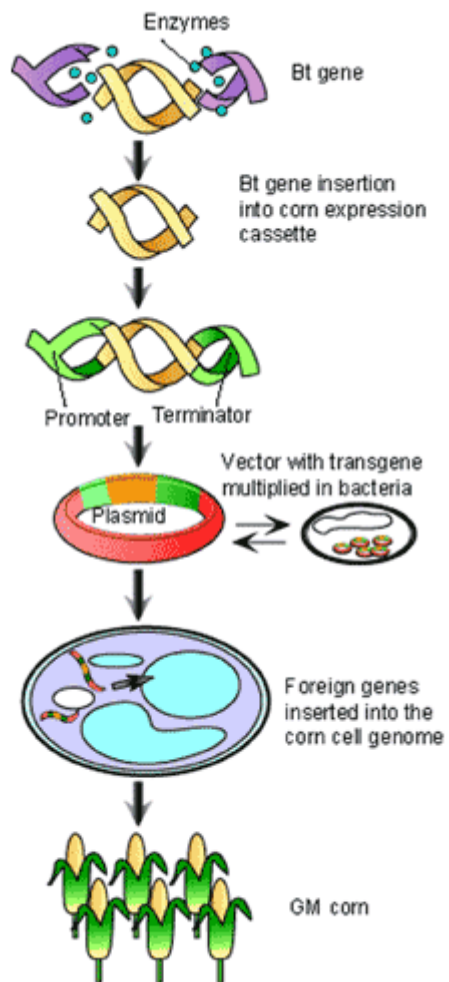 Enzymes
Bt gene
Bt gene insertion
into corn expression
cassette
Promoter
Terminator
Vector with transgene
multiplied in bacteria
Plasmid
Foreign genes
inserted into the
corn cell genome
GM corn